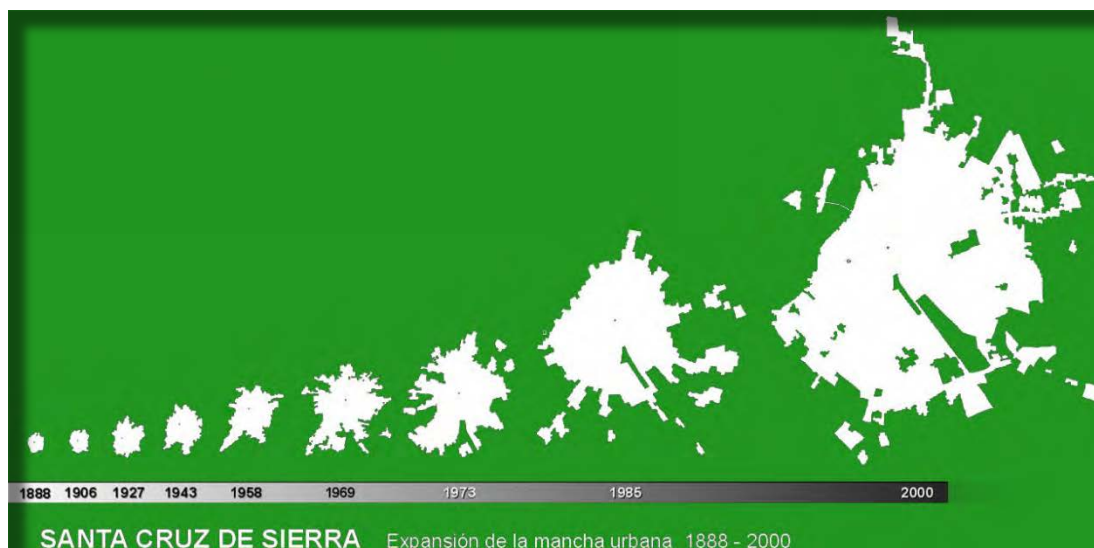 1888 1906 1927 1943 1958 1969 1973 1985 2000
SANTA CRUZ DE SIERRA Expansión de la mancha urbana 1888 - 2000